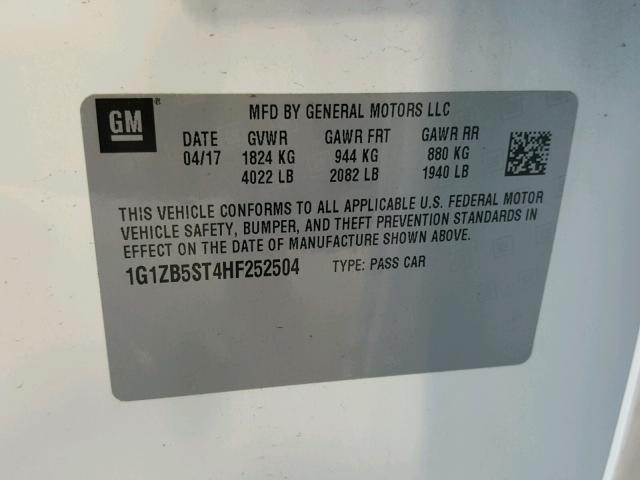 GM
MFD BY GENERAL MOTORS LLC
DATE GVWR GAWR FRT GAWR RR
04/17 1824 KG 944 KG 880 KG
4022 LB 2082 LB 1940 LB
THIS VEHICLE CONFORMS TO ALL APPLICABLE U.S. FEDERAL MOTOR
VEHICLE SAFETY, BUMPER, AND THEFT PREVENTION STANDARDS IN
EFFECT ON THE DATE OF MANUFACTURE SHOWN ABOVE.
1G1ZB5ST4HF252504 TYPE: PASS CAR